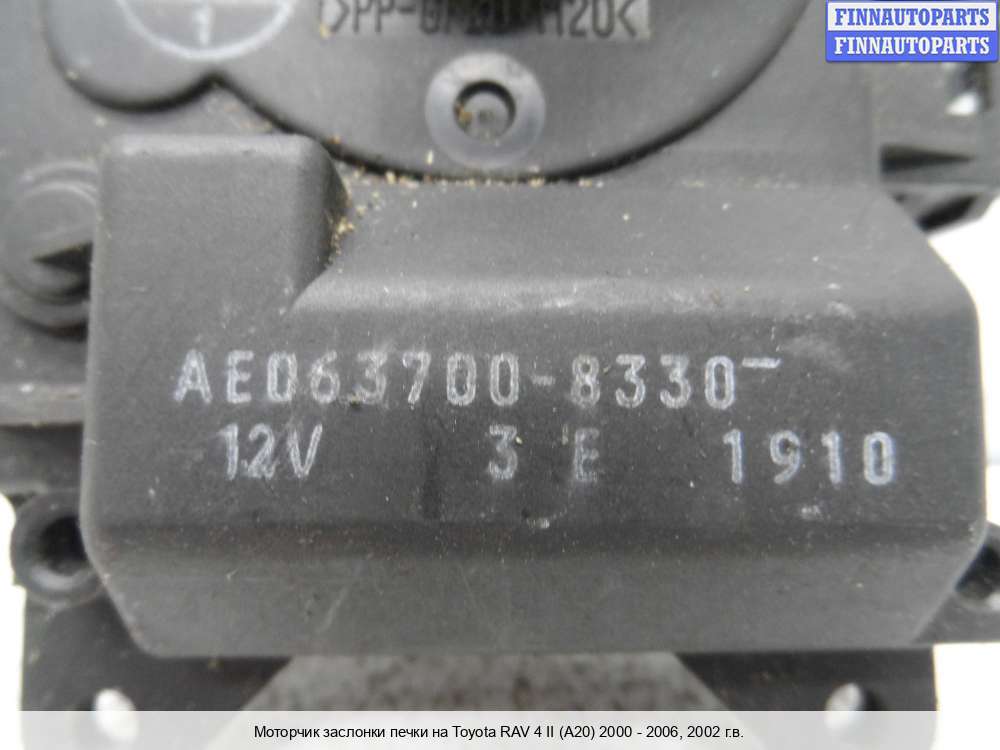 FINNAUTOPARTS
FINNAUTOPARTS
1
AE063700-8330
12V 3 E 1910
Моторчик заслонки печки на Toyota RAV 4 II (A20) 2000 - 2006, 2002 г.в.